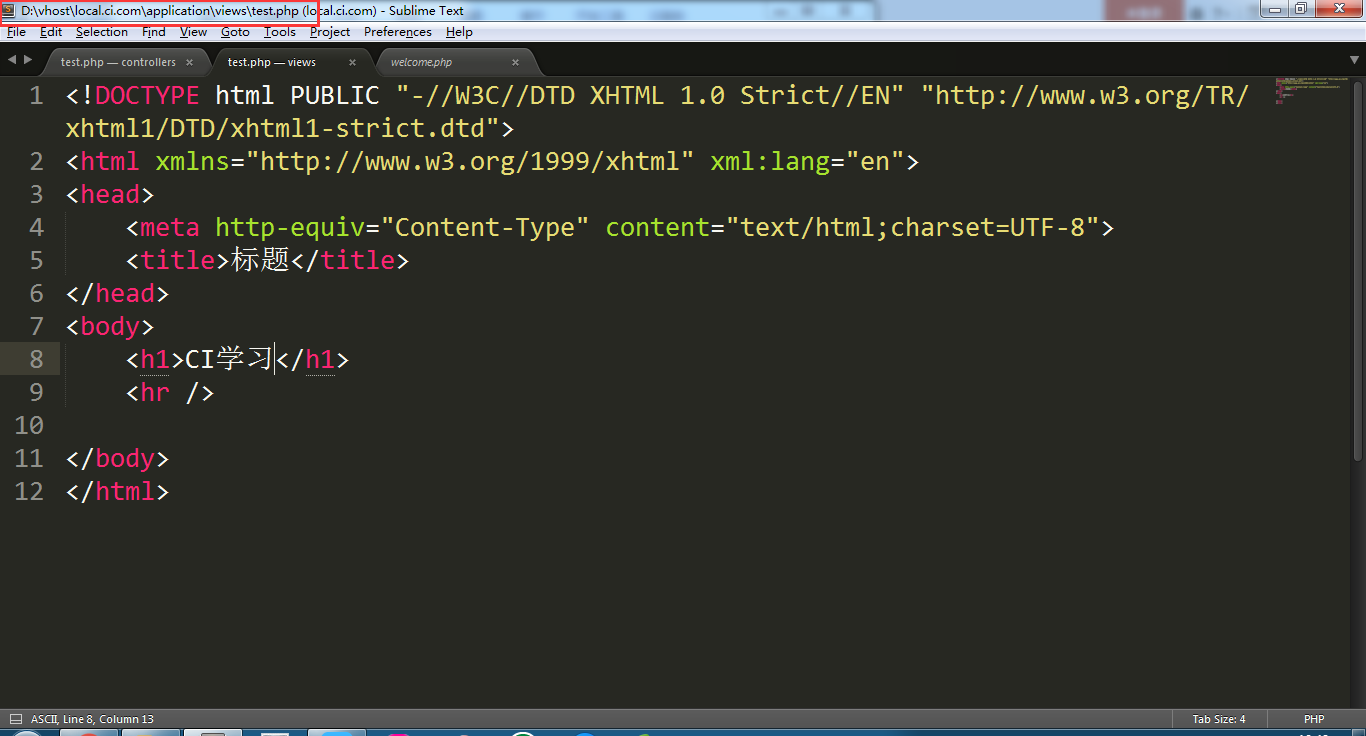 D:\vhost\local.ci.com\application\views\test.php (local.ci.com) - Sublime Text
File Edit Selection Find View Goto Tools Project Preferences Help
test.php — controllers × test.php — views × welcome.php ×
1 <!DOCTYPE html PUBLIC "-//W3C//DTD XHTML 1.0 Strict//EN" "http://www.w3.org/TR/
xhtml1/DTD/xhtml1-strict.dtd">
2 <html xmlns="http://www.w3.org/1999/xhtml" xml:lang="en">
3 <head>
4 <meta http-equiv="Content-Type" content="text/html;charset=UTF-8">
5 <title>标题</title>
6 </head>
7 <body>
8 <h1>CI学习</h1>
9 <hr />
10
11 </body>
12 </html>
ASCII, Line 8, Column 13 Tab Size: 4 PHP